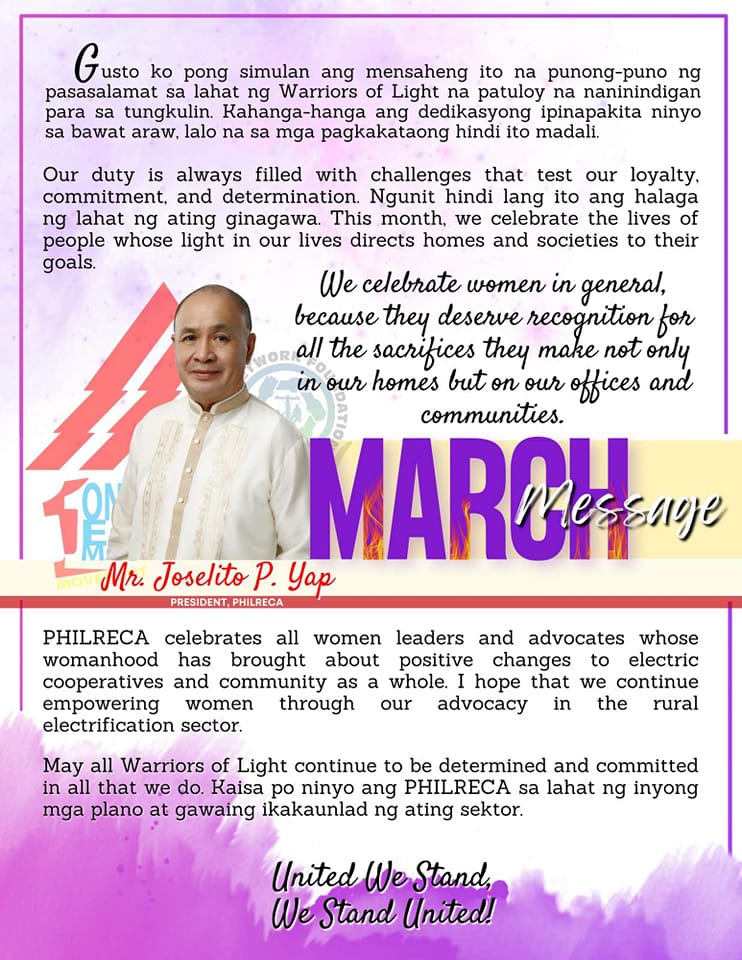 Gusto ko pong simulan ang mensaheng ito na punong-puno ng
pasasalamat sa lahat ng Warriors of Light na patuloy na naninindigan
para sa tungkulin. Kahanga-hanga ang dedikasyong ipinapakita ninyo
sa bawat araw, lalo na sa mga pagkakataong hindi ito madali.
Our duty is always filled with challenges that test our loyalty,
commitment, and determination. Ngunit hindi lang ito ang halaga
ng lahat ng ating ginagawa. This month, we celebrate the lives of
people whose light in our lives directs homes and societies to their
goals.
We celebrate women in general,
because they deserve recognition for
all the sacrifices they make not only
in our homes but on our offices and
communities.
NETWORK FOUNDATION
MARCH
Message
1
ON
E
M
MOVEMENT
Mr. Joselito P. Yap
PRESIDENT, PHILRECA
PHILRECA celebrates all women leaders and advocates whose
womanhood has brought about positive changes to electric
cooperatives and community as a whole. I hope that we continue
empowering women through our advocacy in the rural
electrification sector.
May all Warriors of Light continue to be determined and committed
in all that we do. Kaisa po ninyo ang PHILRECA sa lahat ng inyong
mga plano at gawaing ikakaunlad ng ating sektor.
United We Stand,
We Stand United!